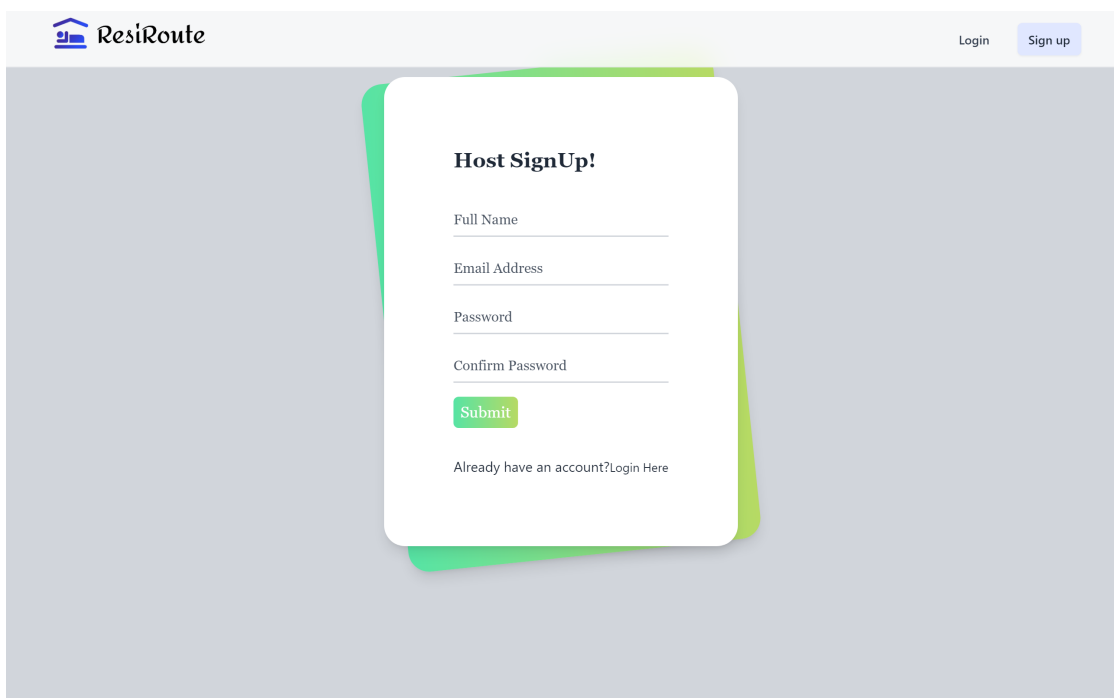 ResiRoute
Login
Sign up
Host SignUp!
Full Name
Email Address
Password
Confirm Password
Submit
Already have an account?Login Here